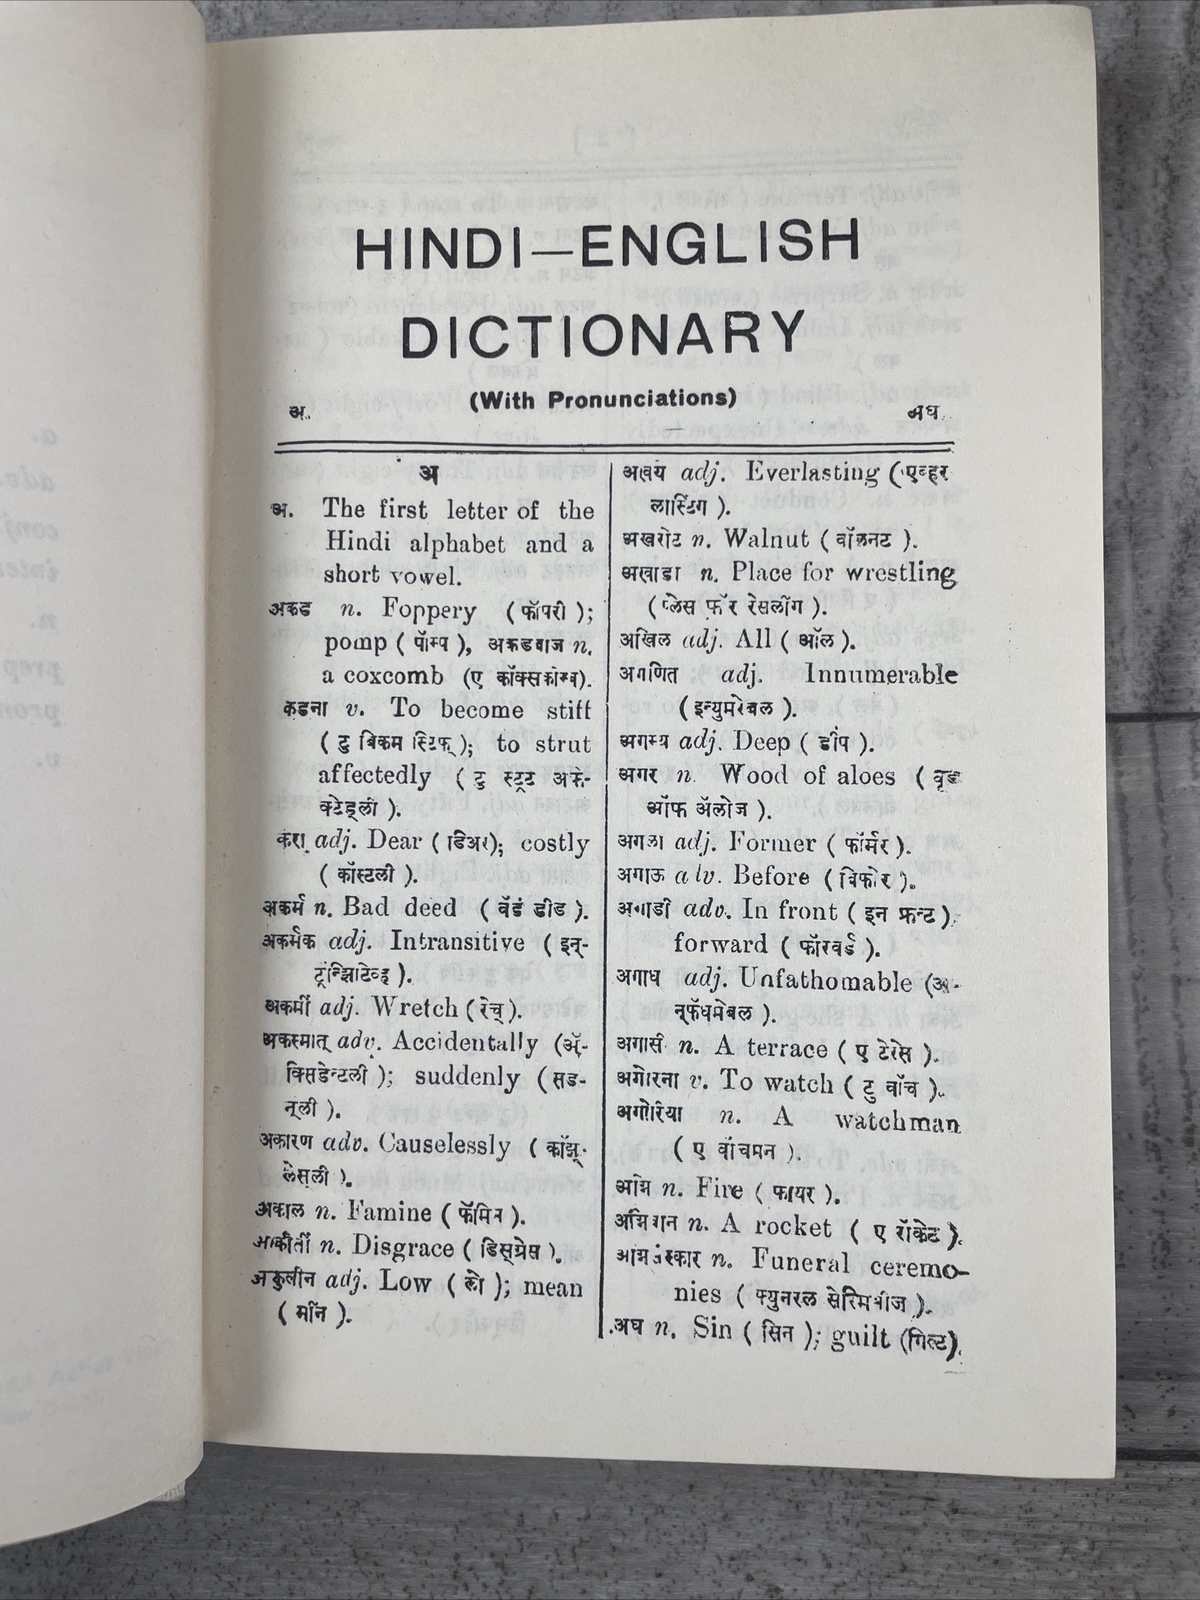 HINDI—ENGLISH
DICTIONARY
(With Pronunciations)
अ. अघ
अ
अ. The first letter of the
Hindi alphabet and a
short vowel.
अकड n. Foppery (फॉपरी);
pomp (पॉम्प), अकडबाज n.
a coxcomb (ए कॉक्सकोम्ब).
कडना v. To become stiff
(टु बिकम स्टिफ्); to strut
affectedly (टु स्ट्रट अफे-
क्टेड्ली).
adj. Dear (डिअर); costly
(कॉस्टली).
अकर्म n. Bad deed (बॅड डीड).
अकर्मक adj. Intransitive (इन्-
ट्रॅन्झिटिव्ह).
अकर्मी adj. Wretch (रेच्).
अकस्मात् adv. Accidentally (अॅ-
क्सिडेन्टली); suddenly (सड-
न्ली).
अकारण adv. Causelessly (कॉझ्-
लेस्ली).
अकाल n. Famine (फॅमिन).
अकीर्ती n. Disgrace (डिस्ग्रेस).
अकुलीन adj. Low (लो); mean
(मीन).
अखय adj. Everlasting (एव्हर
लास्टिंग).
अखरोट n. Walnut (वॉलनट).
अखाडा n. Place for wrestling
(प्लेस फॉर रेसलींग).
अखिल adj. All (ऑल).
अगणित adj. Innumerable
(इन्युमरेबल).
अगम्य adj. Deep (डीप).
अगर n. Wood of aloes (वुड
ऑफ अ‍ॅलोज).
अगला adj. Former (फॉर्मर).
अगाऊ adv. Before (बिफोर).
अगाडी adv. In front (इन फ्रन्ट),
forward (फॉरवर्ड).
अगाध adj. Unfathomable (अ-
न्फॅधमेबल).
अगासी n. A terrace (ए टेरेस).
अगोरना v. To watch (टु वॉच).
अगोरिया n. A watchman
(ए वॉचमन).
अग्नि n. Fire (फायर).
अग्निगन n. A rocket (ए रॉकेट).
अग्निसंस्कार n. Funeral ceremo-
nies (फ्युनरल सेरिमनीज).
अघ n. Sin (सिन); guilt (गिल्ट).